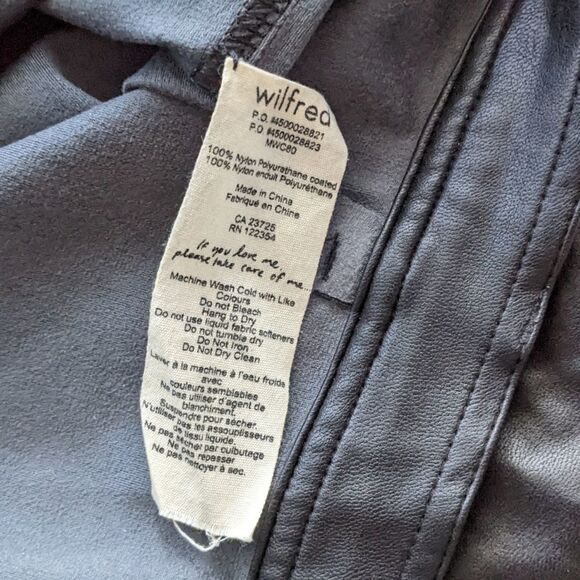 wilfred
P.O. #4500028821
P.O #4500028823
MWC80
100% Nylon Polyurethane coated
100% Nylon enduit Polyuréthane
Made in China
Fabriqué en Chine
CA 23725
RN 122354
If you love me,
please take care of me...
Machine Wash Cold with Like
Colours
Do not Bleach
Hang to Dry
Do not use liquid fabric softeners
Do not tumble dry
Do Not Iron
Do Not Dry Clean
Laver à la machine à l'eau froide
avec
couleurs semblables
Ne pas utiliser d'agent de
blanchiment.
Suspendre pour sécher.
N'utiliser pas les assouplisseurs
de tissu liquide.
Ne pas sécher par culbutage
Ne pas repasser
Ne pas nettoyer à sec.